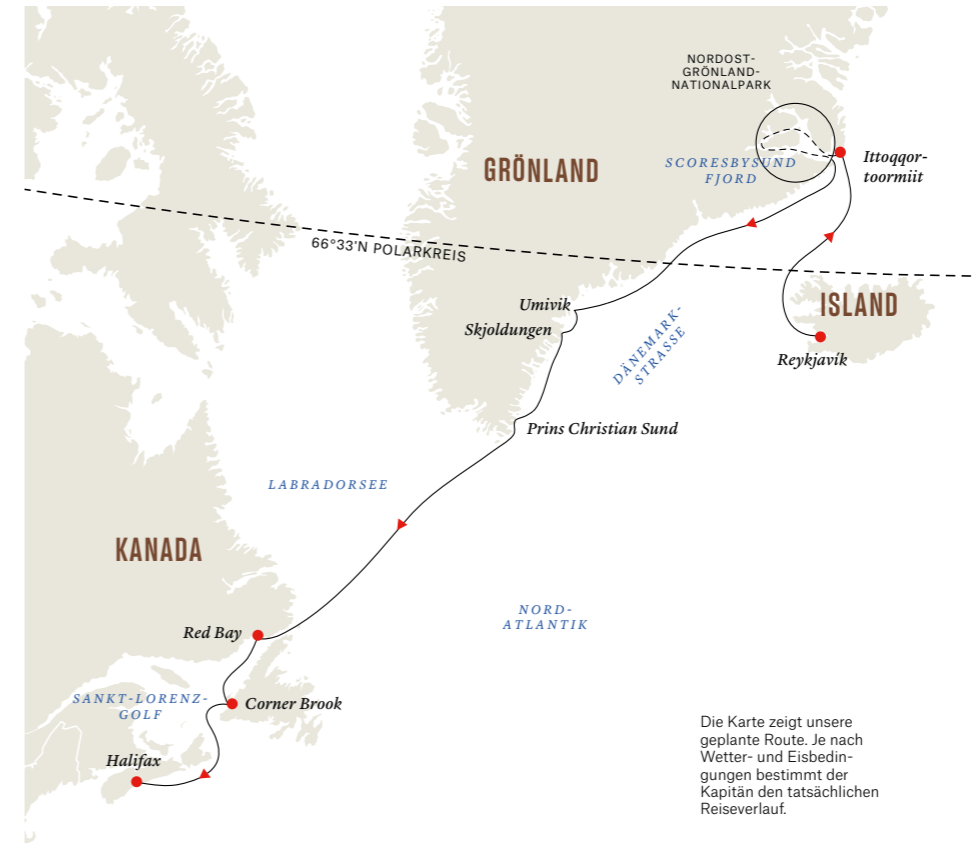 NORDOST-
GRÖNLAND-
NATIONALPARK
GRÖNLAND
SCORESBYSUND
FJORD
Ittoqqor-
toormiit
66°33'N POLARKREIS
Umivik
Skjoldungen
DÄNEMARK-
STRASSE
ISLAND
Reykjavík
Prins Christian Sund
LABRADORSEE
KANADA
NORD-
ATLANTIK
Red Bay
SANKT-LORENZ-
GOLF
Corner Brook
Halifax
Die Karte zeigt unsere
geplante Route. Je nach
Wetter- und Eisbedin-
gungen bestimmt der
Kapitän den tatsächlichen
Reiseverlauf.